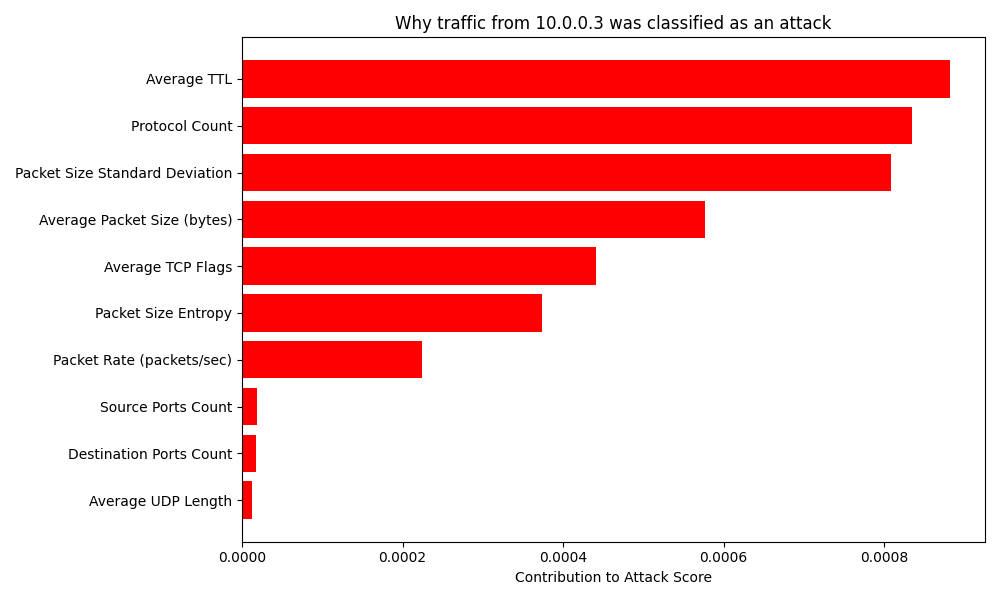 Why traffic from 10.0.0.3 was classified as an attack
Average TTL
Protocol Count
Packet Size Standard Deviation
Average Packet Size (bytes)
Average TCP Flags
Packet Size Entropy
Packet Rate (packets/sec)
Source Ports Count
Destination Ports Count
Average UDP Length
0.0000 0.0002 0.0004 0.0006 0.0008
Contribution to Attack Score